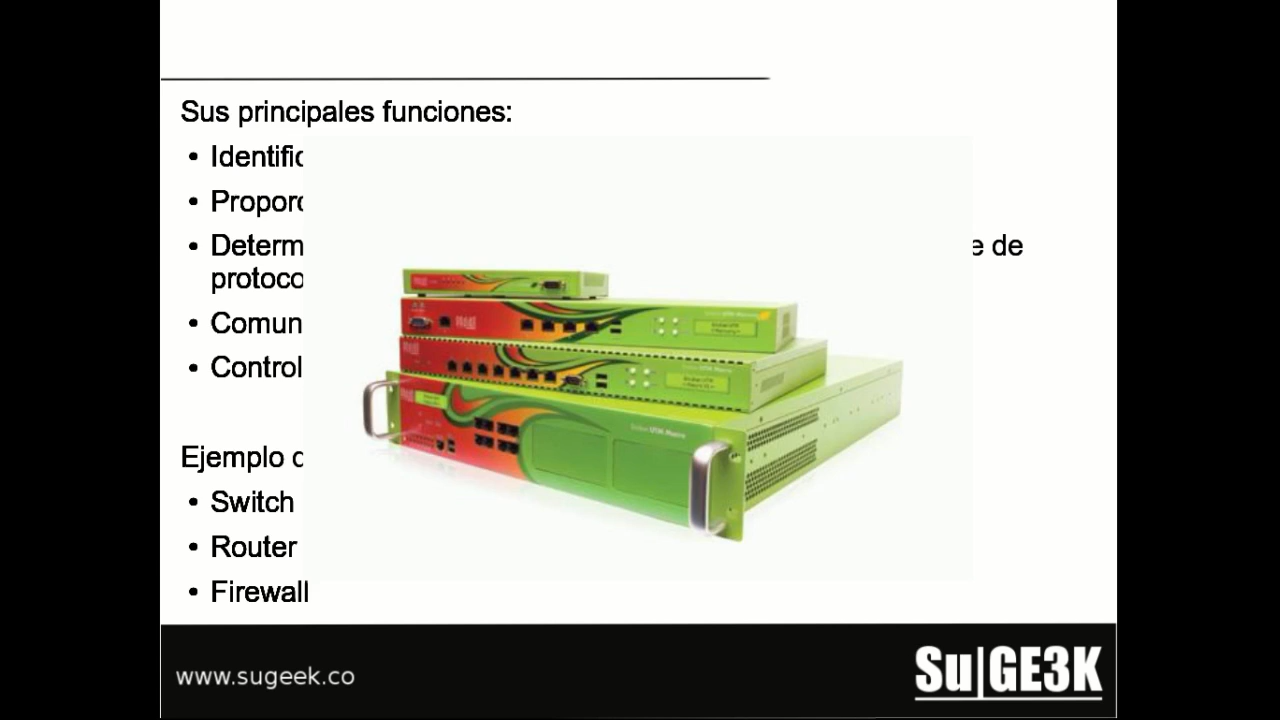 Sus principales funciones:
• Identific
• Proporc
• Determ e de
protoco
• Comun
• Control
Ejemplo d
• Switch
• Router
• Firewall
www.sugeek.co
Su|GE3K